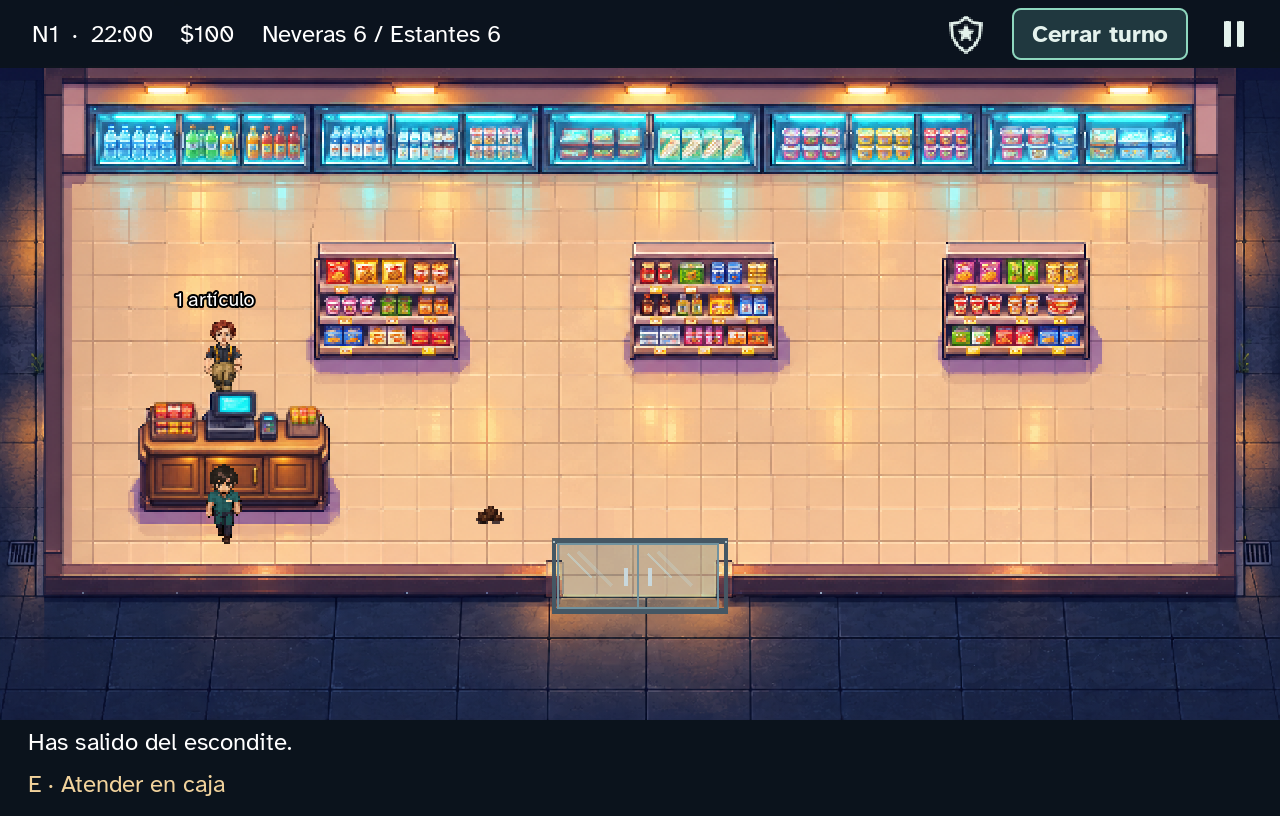 N1 · 22:00 $100 Neveras 6 / Estantes 6
Cerrar turno
1 artículo
Has salido del escondite.
E · Atender en caja